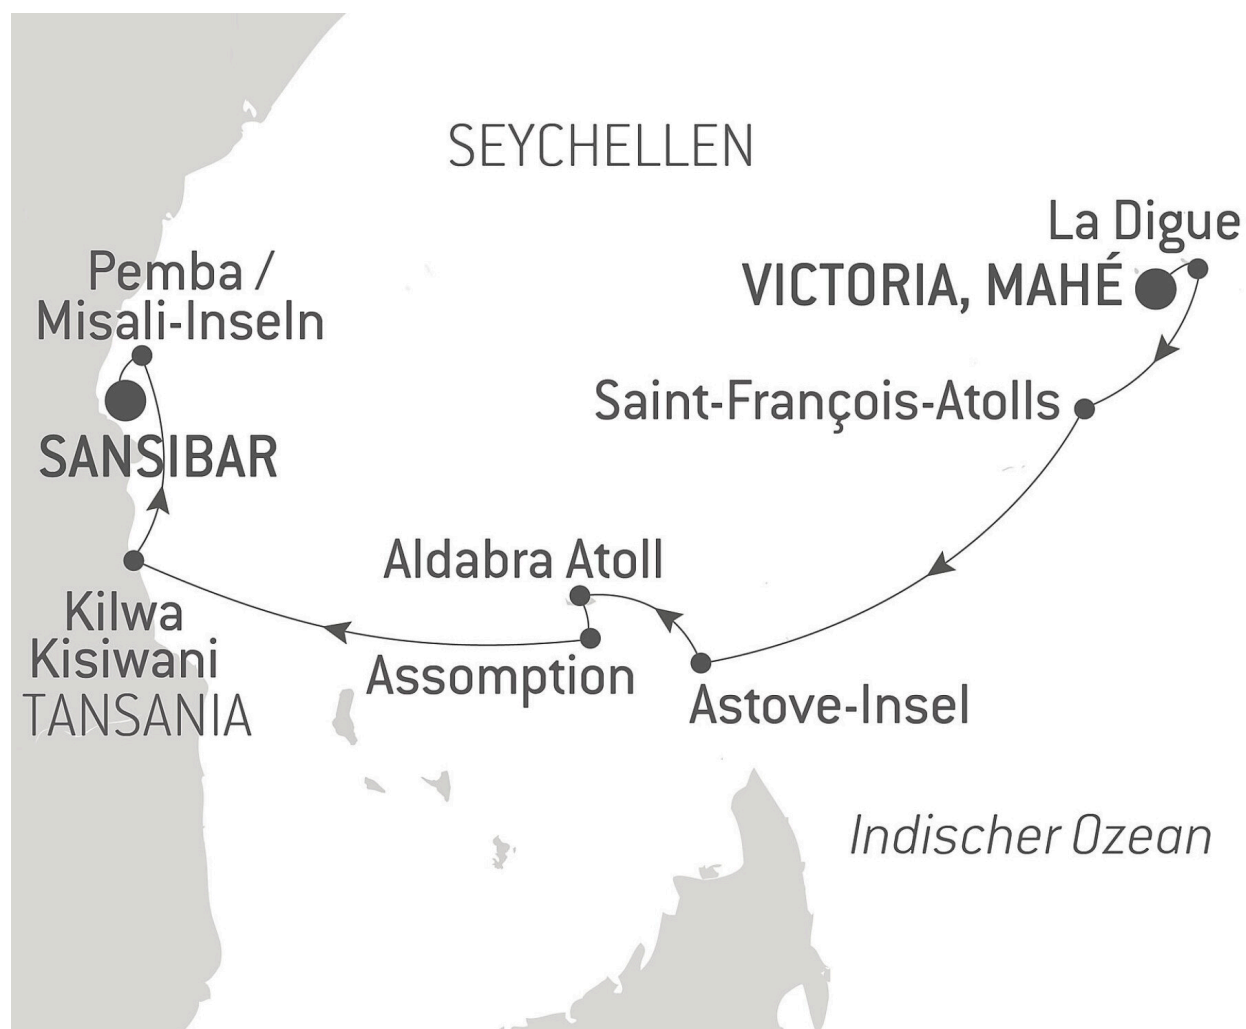 SEYCHELLEN
La Digue
VICTORIA, MAHÉ
Pemba /
Misali-Inseln
Saint-François-Atolls
SANSIBAR
Aldabra Atoll
Kilwa
Kisiwani
TANSANIA
Assomption
Astove-Insel
Indischer Ozean